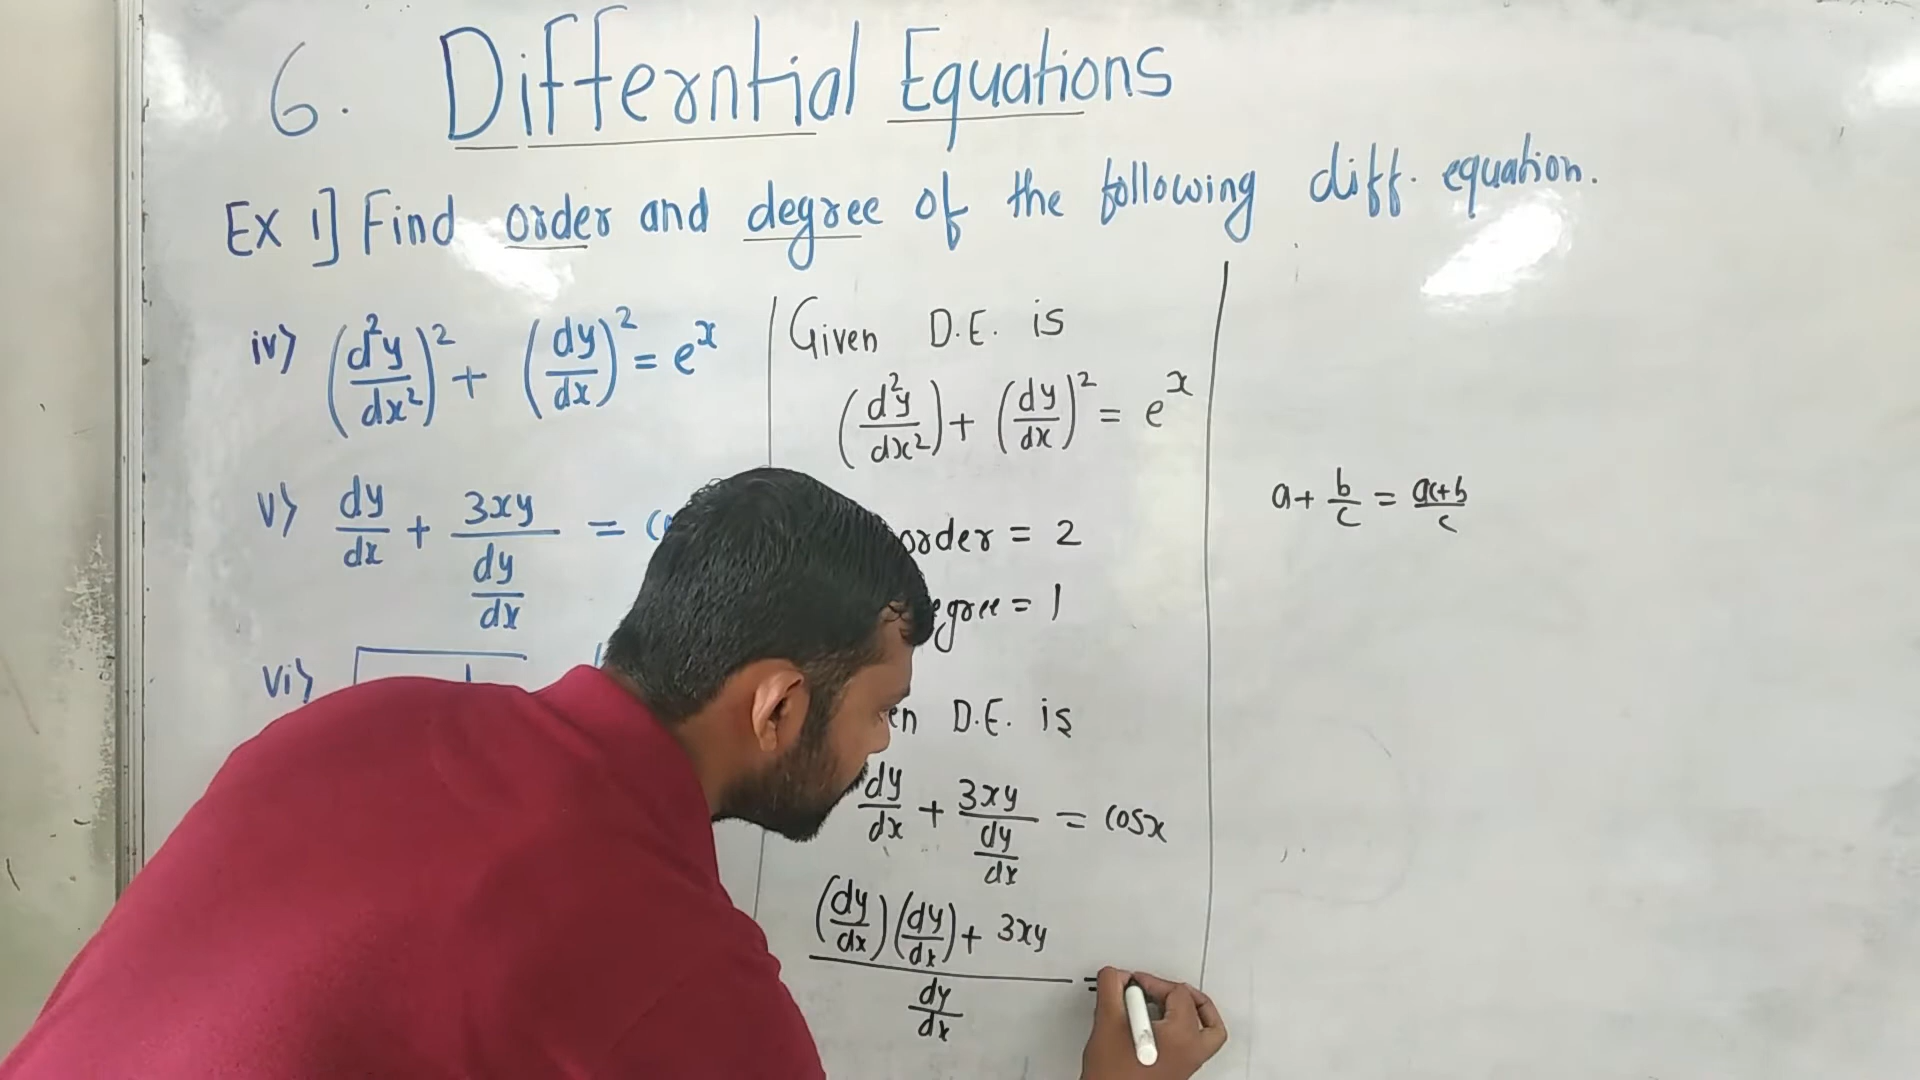 6. Differntial Equations
Ex 1] Find order and degree of the following diff. equation.
iv) (d²y/dx²)² + (dy/dx)² = eˣ
v) dy/dx + 3xy/(dy/dx) =
vi)
Given D.E. is
(d²y/dx²) + (dy/dx)² = eˣ
order = 2
egree = 1
en D.E. is
dy/dx + 3xy/(dy/dx) = cosx
((dy/dx)(dy/dx) + 3xy)/(dy/dx) =
a + b/c = (ac+b)/c